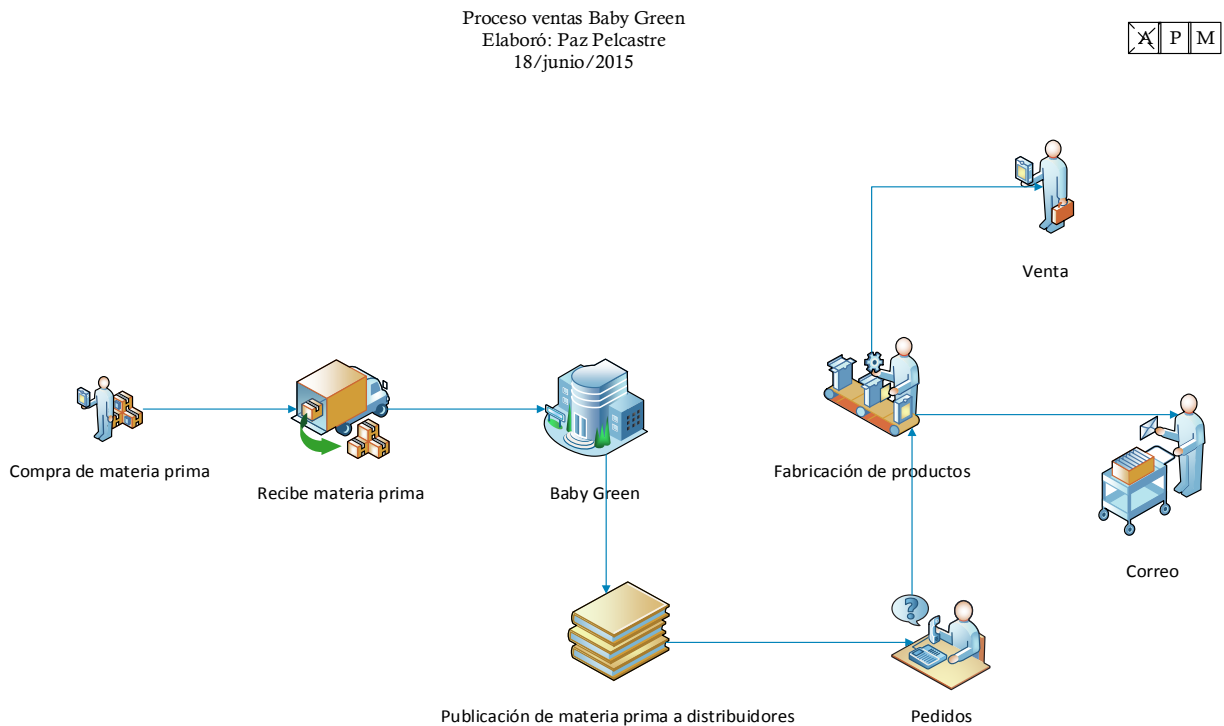 Proceso ventas Baby Green
Elaboró: Paz Pelcastre
18/junio/2015
A P M
Venta
Compra de materia prima
Recibe materia prima
Baby Green
Fabricación de productos
Correo
?
Publicación de materia prima a distribuidores
Pedidos